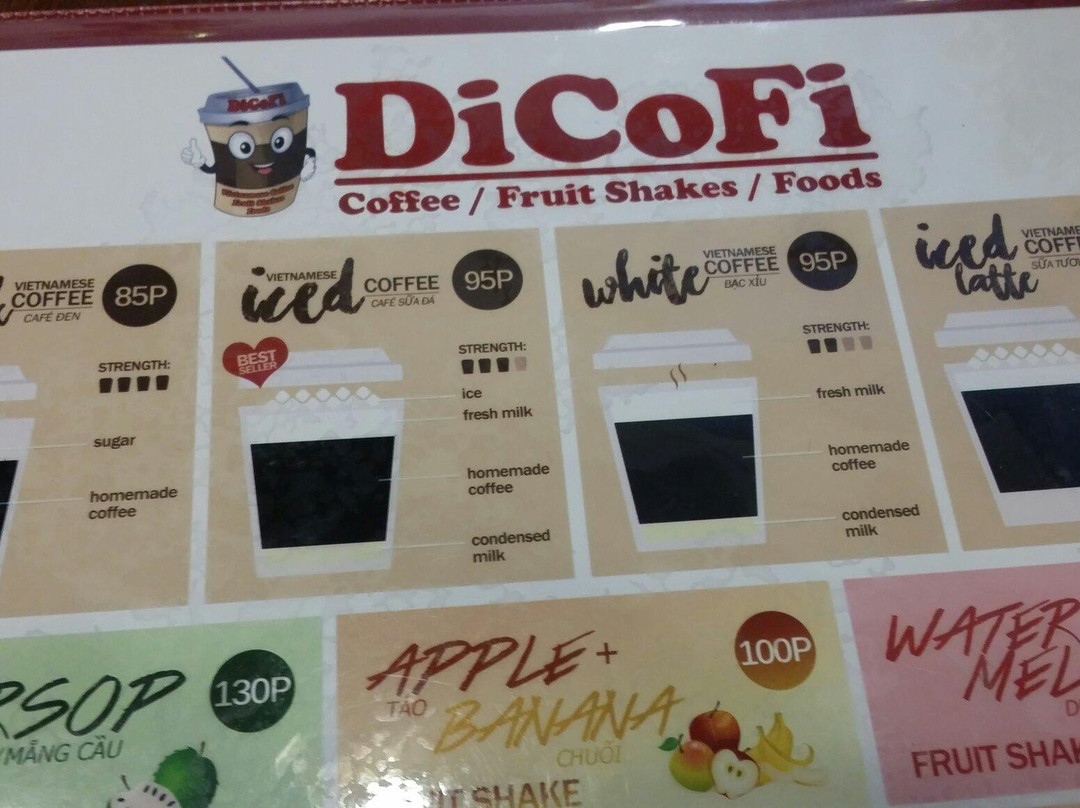 DiCoFi
DiCoFi
Coffee / Fruit Shakes / Foods
VIETNAMESE
COFFEE
CAFÉ ĐEN
85P
STRENGTH:
sugar
homemade
coffee
VIETNAMESE
iced COFFEE
CAFÉ SỮA ĐÁ
95P
BEST
SELLER
STRENGTH:
ice
fresh milk
homemade
coffee
condensed
milk
white VIETNAMESE
COFFEE
BẠC XỈU
95P
STRENGTH:
fresh milk
homemade
coffee
condensed
milk
iced
latte
RSOP
MÃNG CẦU
130P
APPLE +
TÁO
BANANA
CHUỐI
100P
SHAKE
WATER
MEL
FRUIT